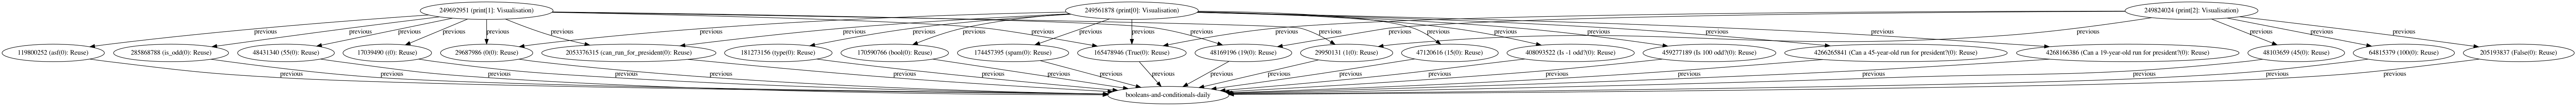 249692951 (print[1]: Visualisation)
249561878 (print[0]: Visualisation)
249824024 (print[2]: Visualisation)
previous previous previous previous previous previous previous previous previous previous previous previous previous previous previous previous previous previous previous previous previous previous previous previous
119800252 (asf(0): Reuse)
285868788 (is_odd(0): Reuse)
48431340 (55(0): Reuse)
17039490 ((0): Reuse)
29687986 (0(0): Reuse)
2053376315 (can_run_for_president(0): Reuse)
181273156 (type(0): Reuse)
170590766 (bool(0): Reuse)
174457395 (spam(0): Reuse)
165478946 (True(0): Reuse)
48169196 (19(0): Reuse)
29950131 (1(0): Reuse)
47120616 (15(0): Reuse)
408093522 (Is -1 odd?(0): Reuse)
459277189 (Is 100 odd?(0): Reuse)
4266265841 (Can a 45-year-old run for president?(0): Reuse)
4268166386 (Can a 19-year-old run for president?(0): Reuse)
48103659 (45(0): Reuse)
64815379 (100(0): Reuse)
205193837 (False(0): Reuse)
previous previous previous previous previous previous previous previous previous previous previous previous previous previous previous previous previous previous previous previous
booleans-and-conditionals-daily